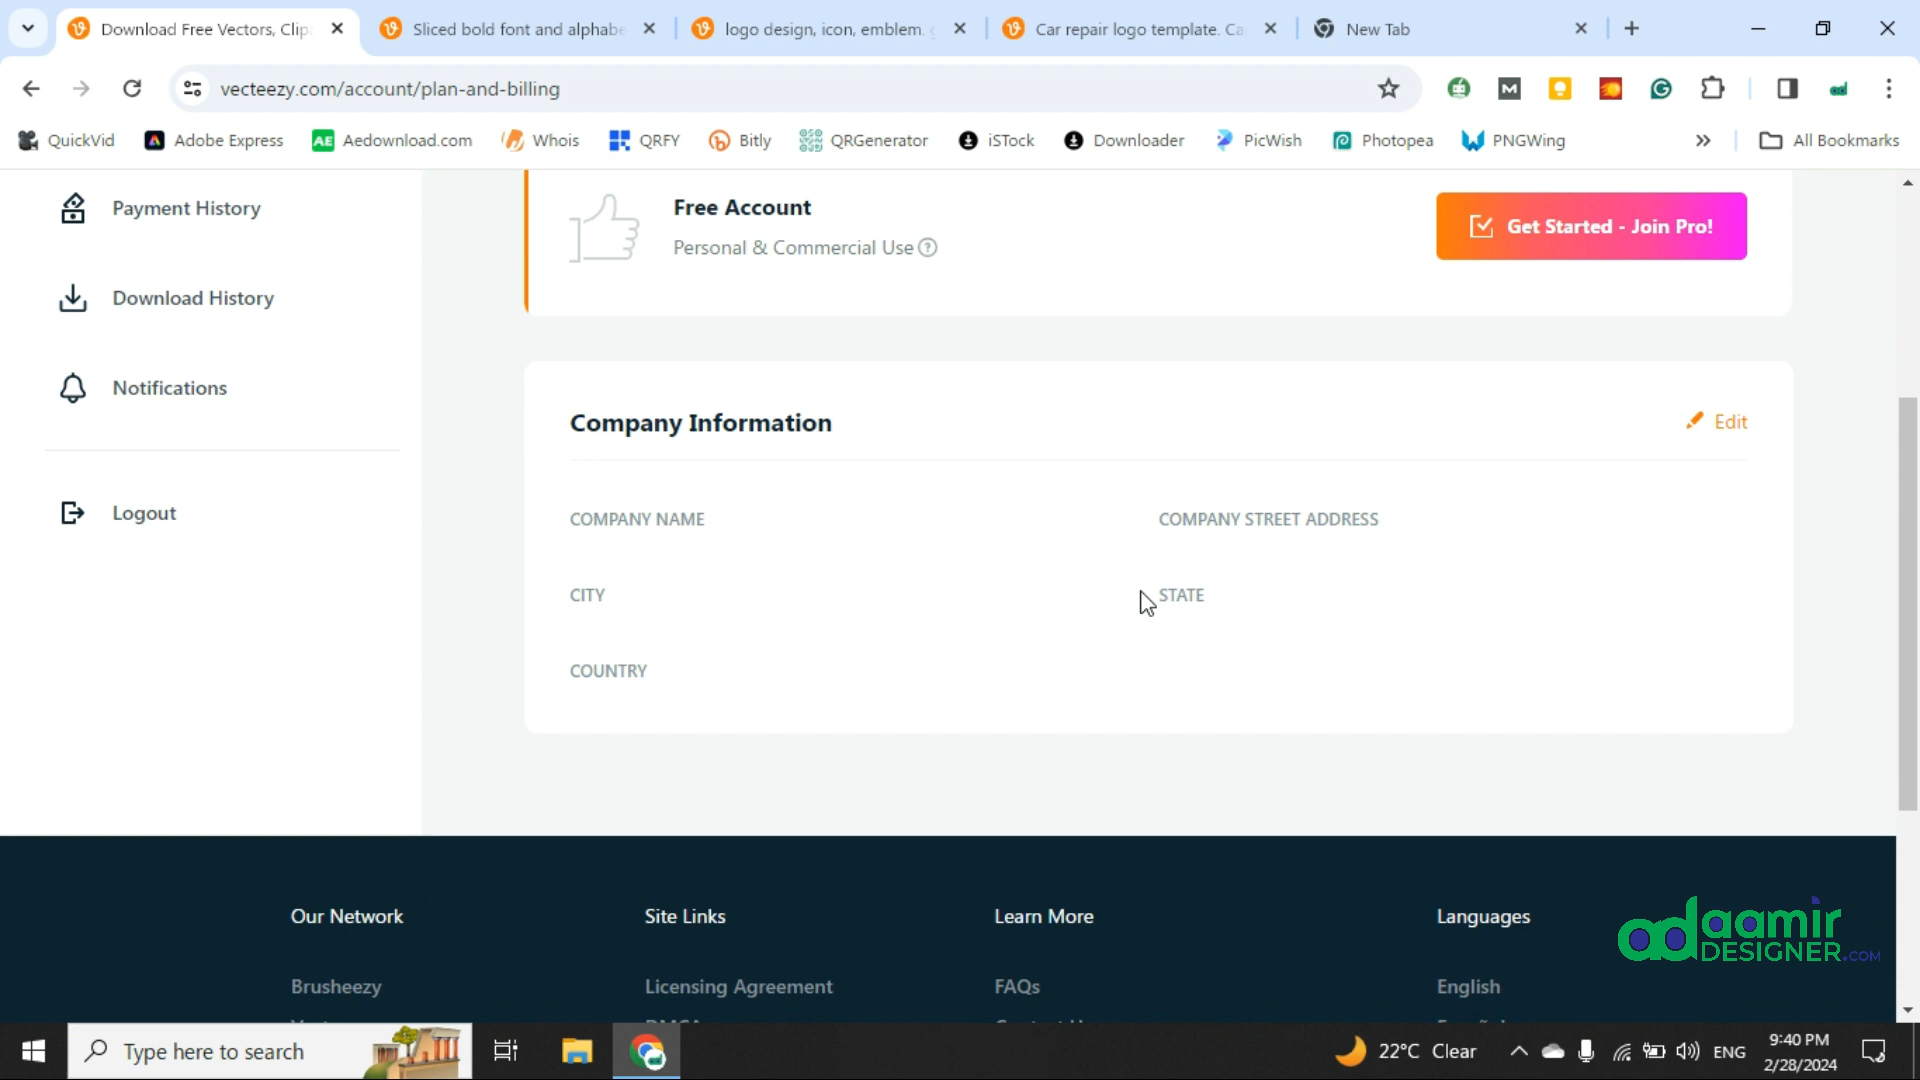 Download Free Vectors, Clip
Sliced bold font and alphabe
logo design, icon, emblem.
Car repair logo template. Ca
New Tab
vecteezy.com/account/plan-and-billing
QuickVid
Adobe Express
Aedownload.com
Whois
QRFY
Bitly
QRGenerator
iSTock
Downloader
PicWish
Photopea
PNGWing
All Bookmarks
Payment History
Download History
Notifications
Logout
Free Account
Personal & Commercial Use
Get Started - Join Pro!
Company Information
Edit
COMPANY NAME
COMPANY STREET ADDRESS
CITY
STATE
COUNTRY
Our Network
Site Links
Learn More
Languages
Brusheezy
Licensing Agreement
FAQs
English
aamir
DESIGNER.COM
Type here to search
22°C Clear
ENG
9:40 PM
2/28/2024